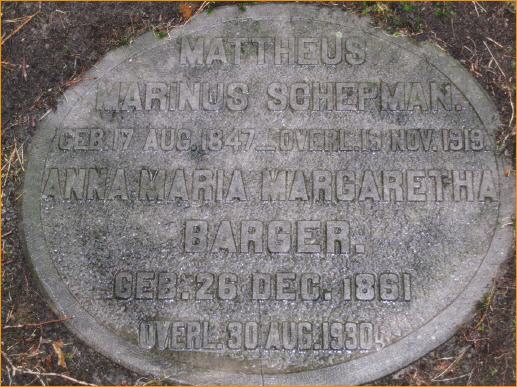 MATTHEUS
MARINUS SCHEPMAN.
GEB. 17 AUG. 1847 _ OVERL. 15 NOV. 1919.
ANNA MARIA MARGARETHA
BARGER.
GEB: 26 DEC. 1861
OVERL. 30 AUG. 1930.